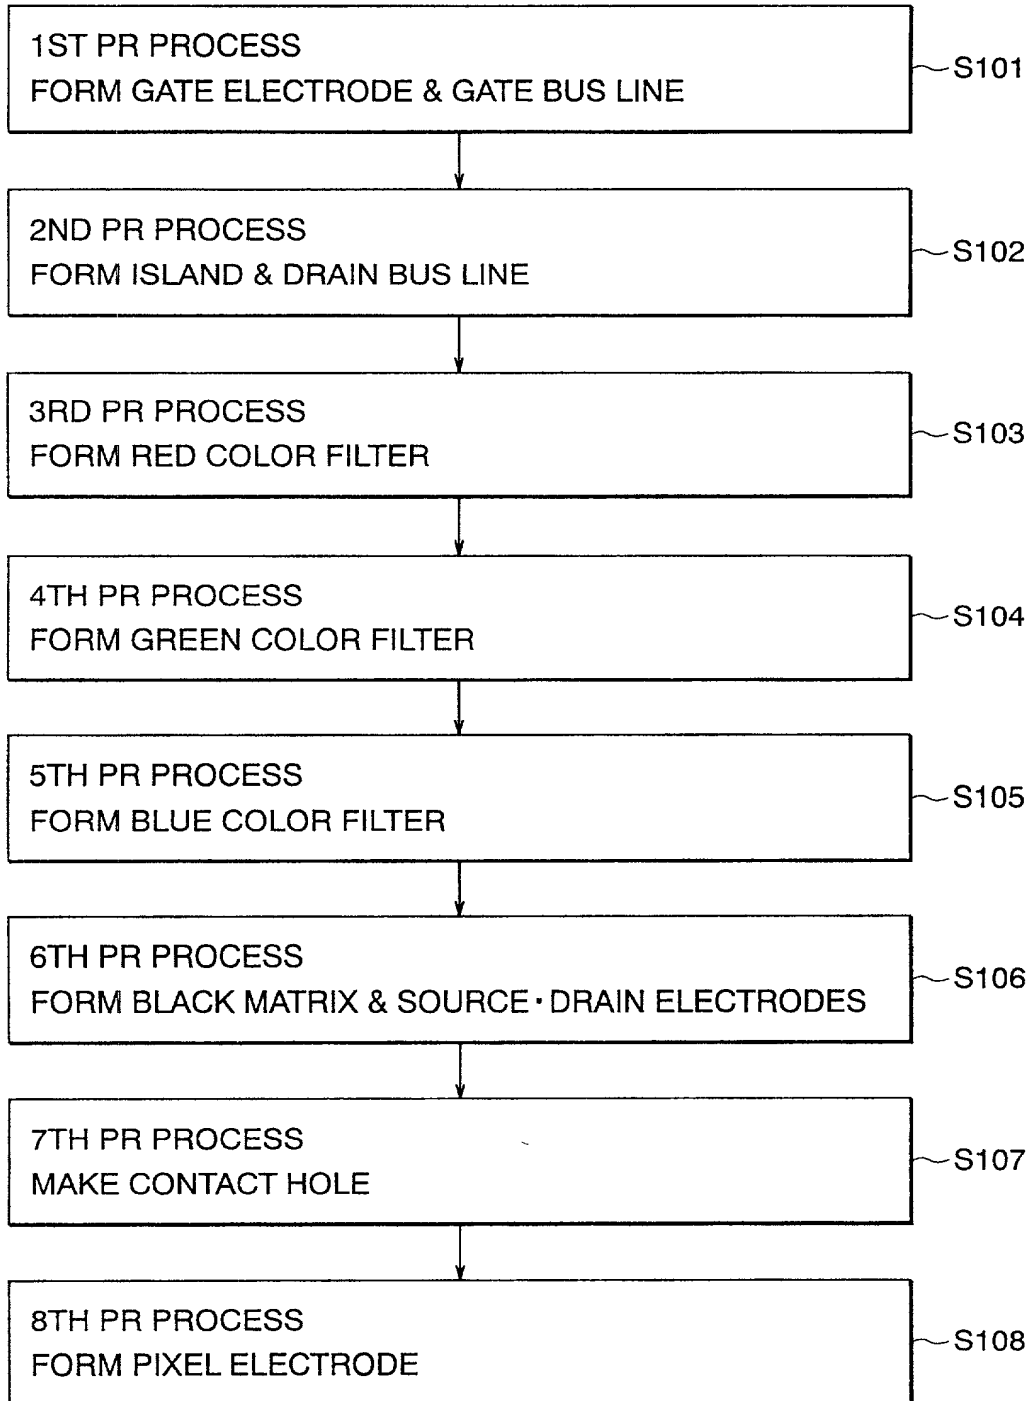 1ST PR PROCESS
FORM GATE ELECTRODE & GATE BUS LINE
S101
2ND PR PROCESS
FORM ISLAND & DRAIN BUS LINE
S102
3RD PR PROCESS
FORM RED COLOR FILTER
S103
4TH PR PROCESS
FORM GREEN COLOR FILTER
S104
5TH PR PROCESS
FORM BLUE COLOR FILTER
S105
6TH PR PROCESS
FORM BLACK MATRIX & SOURCE・DRAIN ELECTRODES
S106
7TH PR PROCESS
MAKE CONTACT HOLE
S107
8TH PR PROCESS
FORM PIXEL ELECTRODE
S108